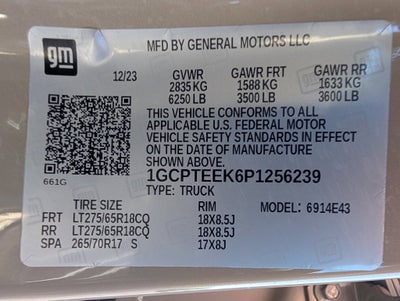 gm
MFD BY GENERAL MOTORS LLC
12/23 GVWR GAWR FRT GAWR RR
2835 KG 1588 KG 1633 KG
6250 LB 3500 LB 3600 LB
THIS VEHICLE CONFORMS TO ALL
APPLICABLE U.S. FEDERAL MOTOR
VEHICLE SAFETY STANDARDS IN EFFECT
ON THE DATE OF MANUFACTURE
SHOWN ABOVE.
661G
1GCPTEEK6P1256239
TYPE: TRUCK
TIRE SIZE RIM MODEL: 6914E43
FRT LT275/65R18CQ 18X8.5J
RR LT275/65R18CQ 18X8.5J
SPA 265/70R17 S 17X8J